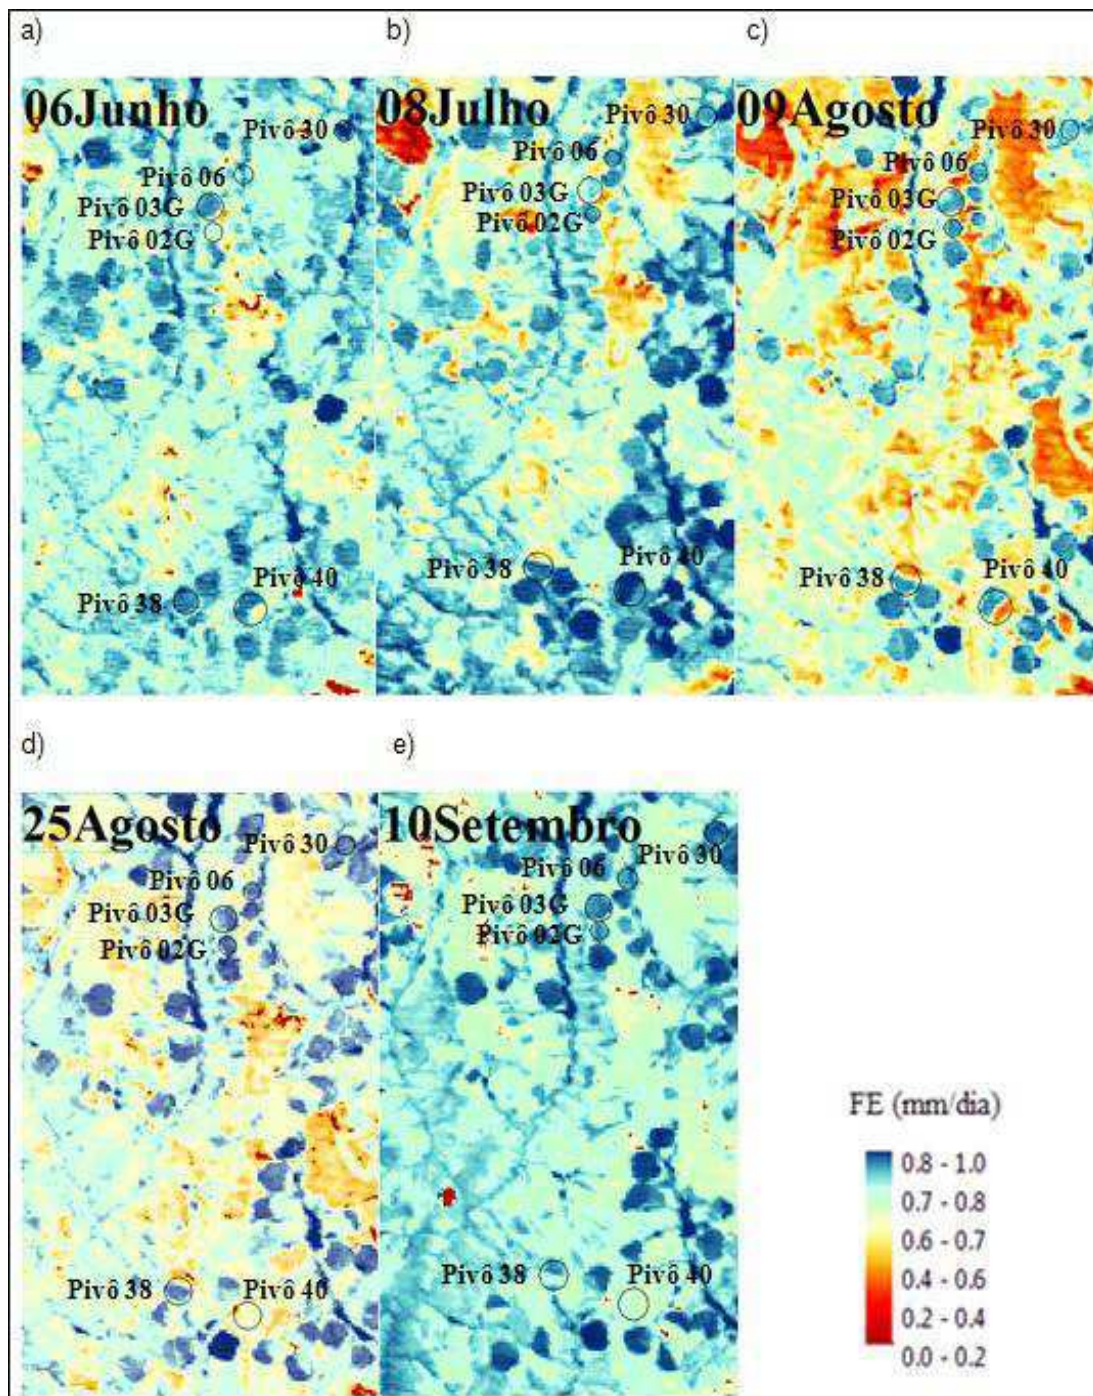 a)
b)
c)
06Junho
Pivô 30
Pivô 06
Pivô 03G
Pivô 02G
Pivô 38
Pivô 40
08Julho
Pivô 30
Pivô 06
Pivô 03G
Pivô 02G
Pivô 38
Pivô 40
09Agosto
Pivô 30
Pivô 06
Pivô 03G
Pivô 02G
Pivô 38
Pivô 40
d)
e)
25Agosto
Pivô 30
Pivô 06
Pivô 03G
Pivô 02G
Pivô 38
Pivô 40
10Setembro
Pivô 30
Pivô 06
Pivô 03G
Pivô 02G
Pivô 38
Pivô 40
FE (mm/dia)
0.8 - 1.0
0.7 - 0.8
0.6 - 0.7
0.4 - 0.6
0.2 - 0.4
0.0 - 0.2